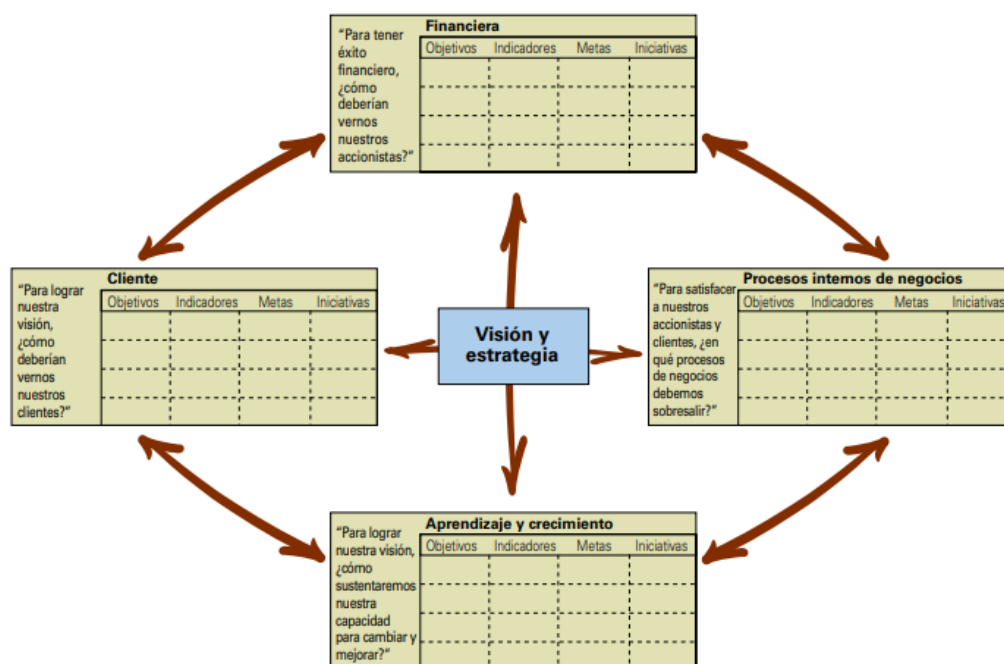 Financiera
"Para tener
éxito
financiero,
¿cómo
deberían
vernos
nuestros
accionistas?"
Objetivos Indicadores Metas Iniciativas
Cliente
"Para lograr
nuestra
visión,
¿cómo
deberían
vernos
nuestros
clientes?"
Objetivos Indicadores Metas Iniciativas
Visión y
estrategia
Procesos internos de negocios
"Para satisfacer
a nuestros
accionistas y
clientes, ¿en
qué procesos
de negocios
debemos
sobresalir?"
Objetivos Indicadores Metas Iniciativas
Aprendizaje y crecimiento
"Para lograr
nuestra visión,
¿cómo
sustentaremos
nuestra
capacidad
para cambiar y
mejorar?"
Objetivos Indicadores Metas Iniciativas